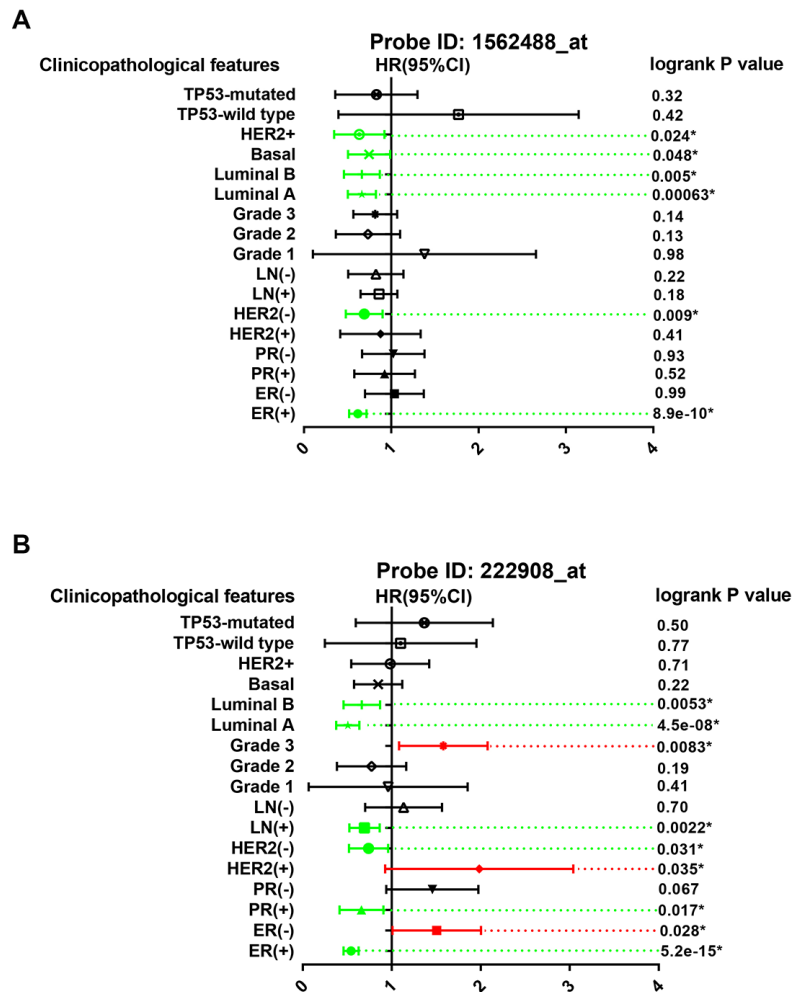 A
Probe ID: 1562488_at
Clinicopathological features HR(95%CI) logrank P value
TP53-mutated 0.32
TP53-wild type 0.42
HER2+ 0.024*
Basal 0.048*
Luminal B 0.005*
Luminal A 0.00063*
Grade 3 0.14
Grade 2 0.13
Grade 1 0.98
LN(-) 0.22
LN(+) 0.18
HER2(-) 0.009*
HER2(+) 0.41
PR(-) 0.93
PR(+) 0.52
ER(-) 0.99
ER(+) 8.9e-10*
0 1 2 3 4
B
Probe ID: 222908_at
Clinicopathological features HR(95%CI) logrank P value
TP53-mutated 0.50
TP53-wild type 0.77
HER2+ 0.71
Basal 0.22
Luminal B 0.0053*
Luminal A 4.5e-08*
Grade 3 0.0083*
Grade 2 0.19
Grade 1 0.41
LN(-) 0.70
LN(+) 0.0022*
HER2(-) 0.031*
HER2(+) 0.035*
PR(-) 0.067
PR(+) 0.017*
ER(-) 0.028*
ER(+) 5.2e-15*
0 1 2 3 4